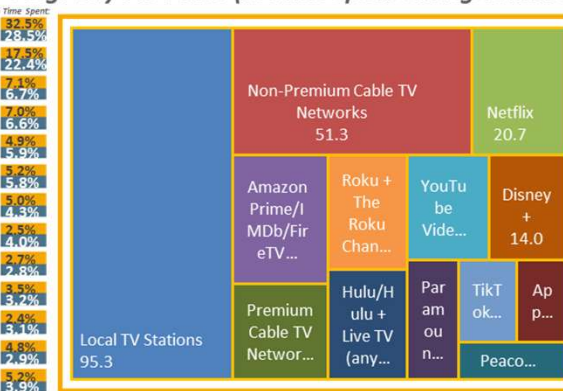 Time Spent:
32.5%
28.5%
17.5%
22.4%
7.1%
6.7%
7.0%
6.6%
4.9%
5.9%
5.2%
5.8%
5.0%
4.3%
2.5%
4.0%
2.7%
2.8%
3.5%
3.2%
2.4%
3.1%
4.8%
2.9%
5.2%
3.9%
Local TV Stations
95.3
Non-Premium Cable TV
Networks
51.3
Netflix
20.7
Amazon
Prime/I
MDb/Fir
eTV...
Roku +
The
Roku
Chan...
YouTu
be
Vide...
Disney
+
14.0
Premium
Cable TV
Networ...
Hulu/H
ulu +
Live TV
(any...
Par
am
ou
n...
TikT
ok...
Ap
p...
Peaco...